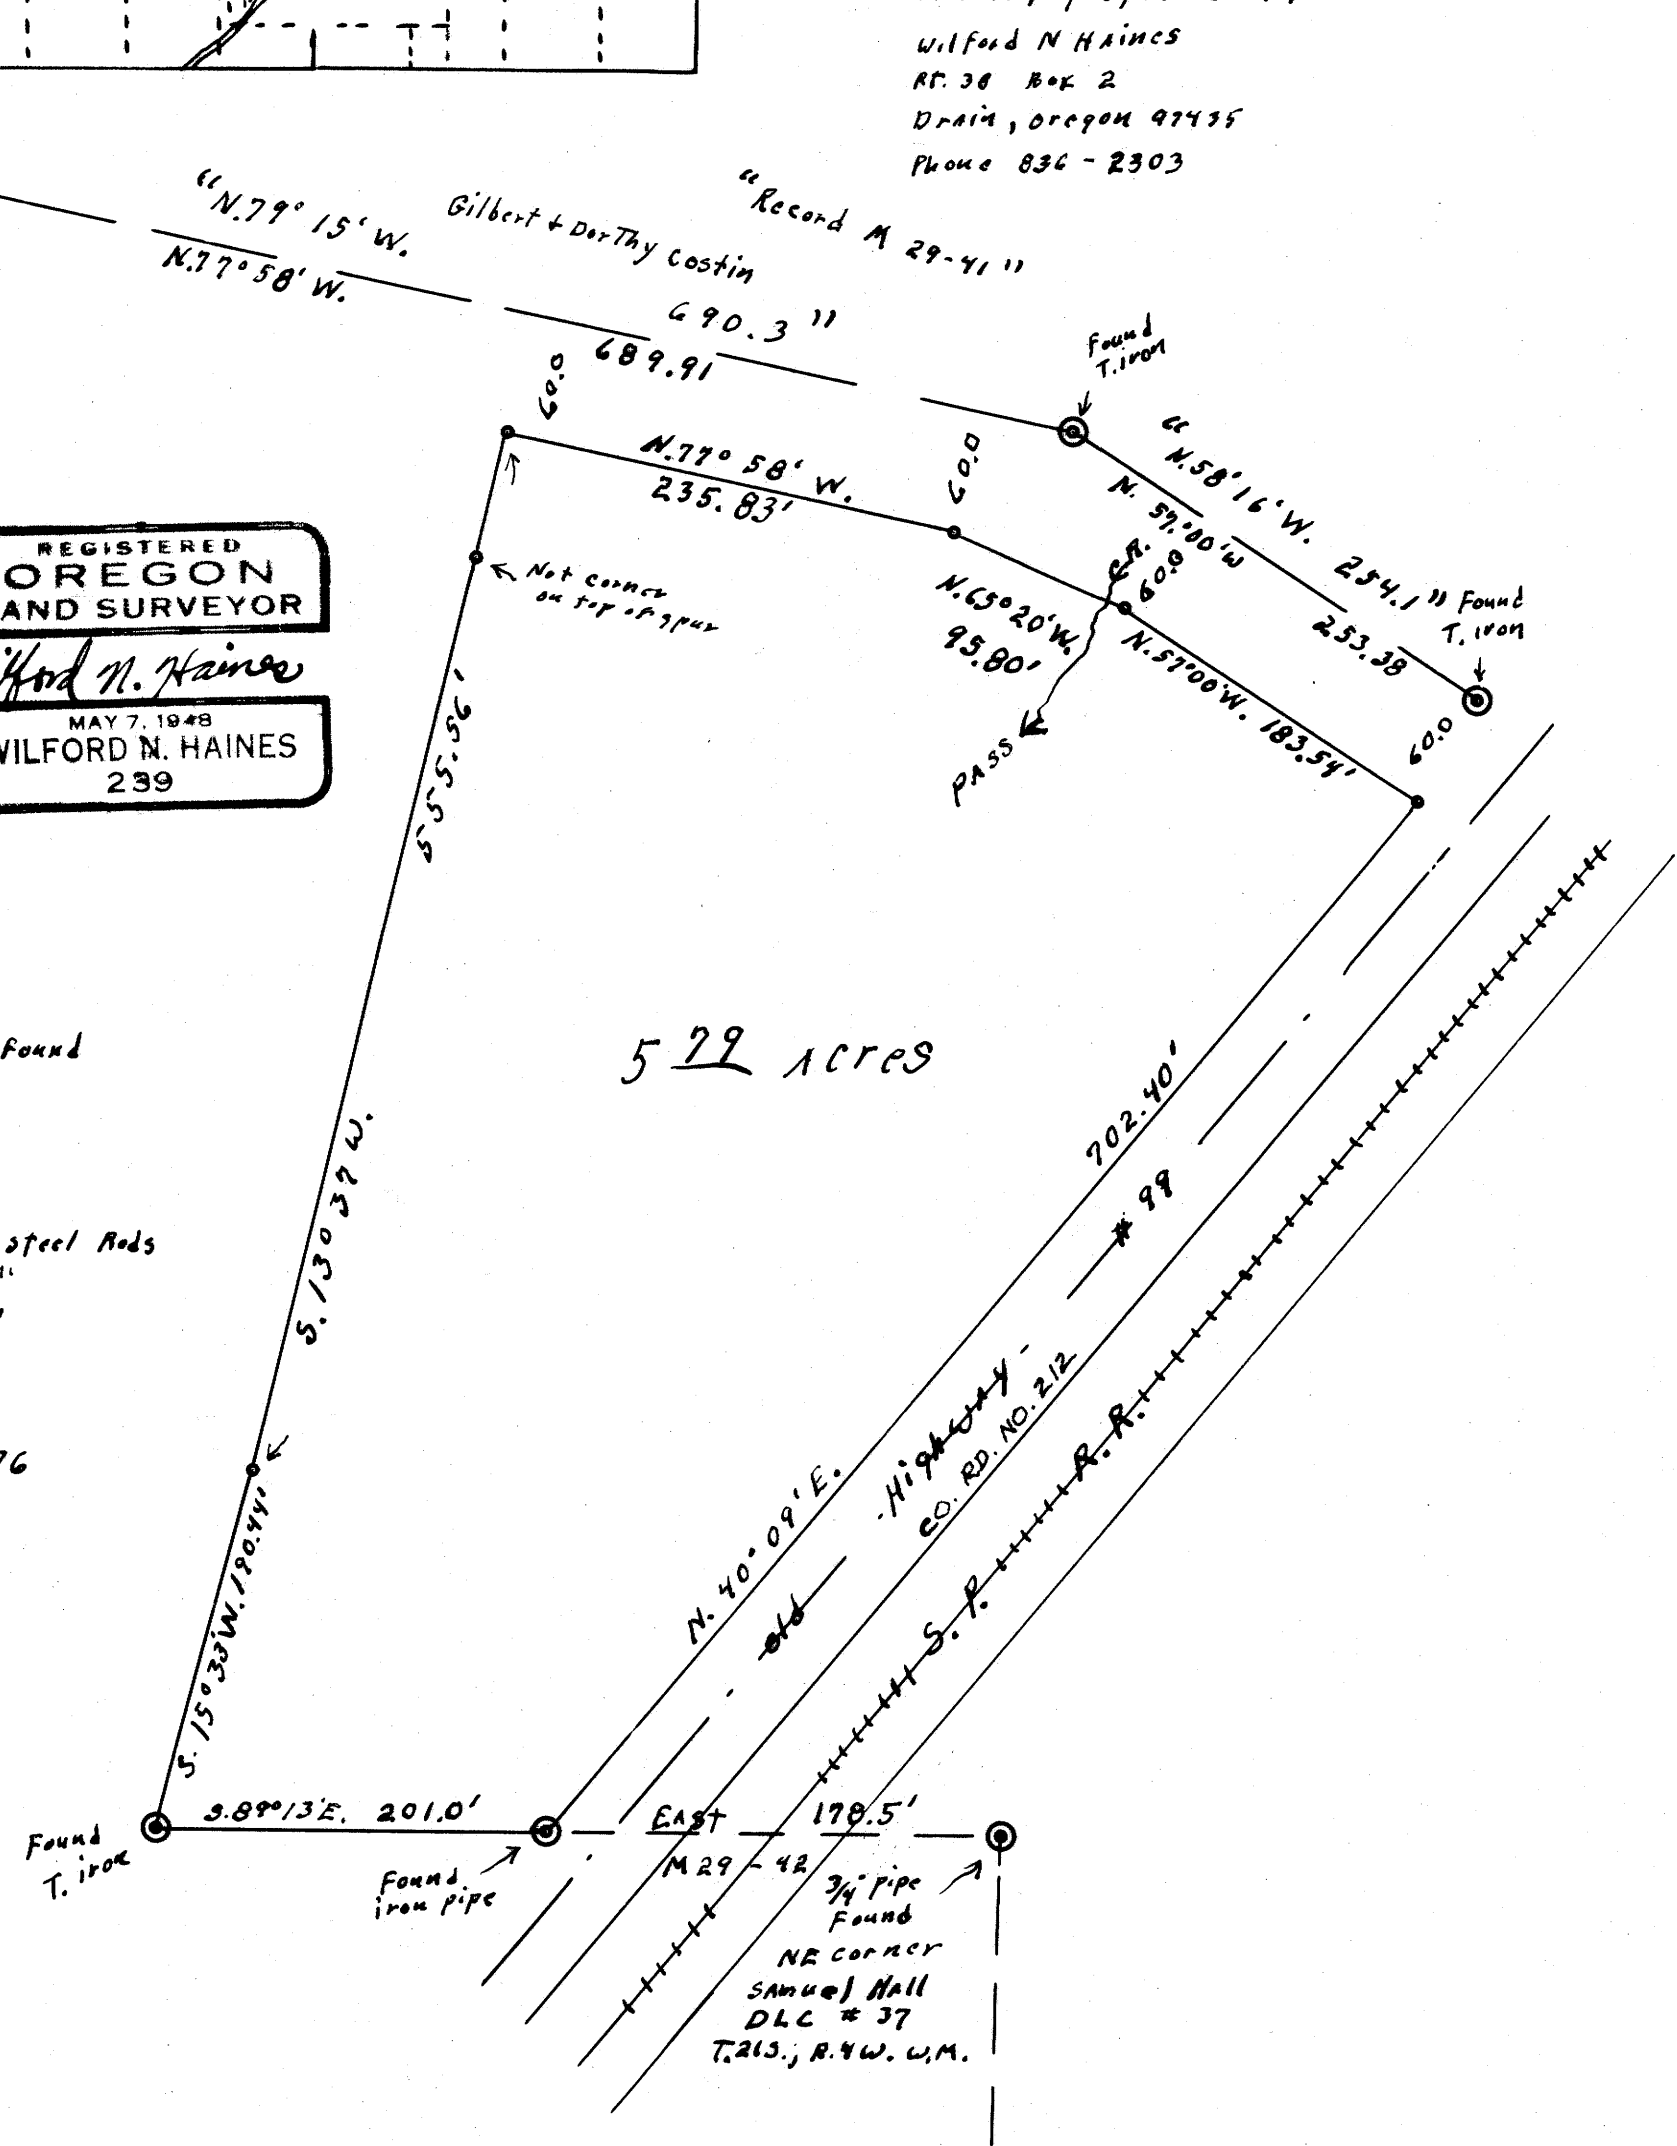 Wilford N Haines
Rt. 38 Box 2
Drain, Oregon 97435
Phone 836-2303
"N.79° 15' W.
Gilbert + Dorthy Costin
"Record M 29-41"
N.77° 58' W.
690.3"
689.91
60.0
Found
T. iron
N.77° 58' W.
235.83'
60.0
"N.58° 16' W. 254.1"
N. 57°00' W
253.38
Found
T. iron
REGISTERED
OREGON
AND SURVEYOR
N. Haines
MAY 7, 1948
WILFORD N. HAINES
239
Not corner
on top of spur
N.65°20'W.
95.80'
C.R.
60.0
PASS
N.57°00'W. 183.54'
60.0
555.56'
S. 13° 37 W.
5 79 Acres
Found
steel Rods
76
702.40'
N. 40° 09' E.
old Highway # 99
CO. RD. NO. 212
S. P. R. R.
S. 15°33'W. 190.44'
S.89°13'E. 201.0'
EAST 178.5'
M 29-42
Found
T. iron
Found
iron pipe
3/4" pipe
Found
NE corner
Samuel Hall
DLC # 37
T.21S., R.4W. W.M.